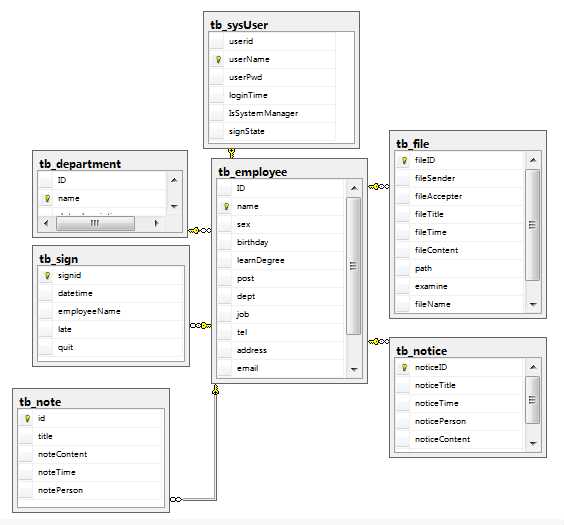 tb_sysUser
userid
userName
userPwd
loginTime
IsSystemManager
signState
tb_department
ID
name
tb_employee
ID
name
sex
birthday
learnDegree
post
dept
job
tel
address
email
tb_file
fileID
fileSender
fileAccepter
fileTitle
fileTime
fileContent
path
examine
fileName
tb_sign
signid
datetime
employeeName
late
quit
tb_notice
noticeID
noticeTitle
noticeTime
noticePerson
noticeContent
tb_note
id
title
noteContent
noteTime
notePerson